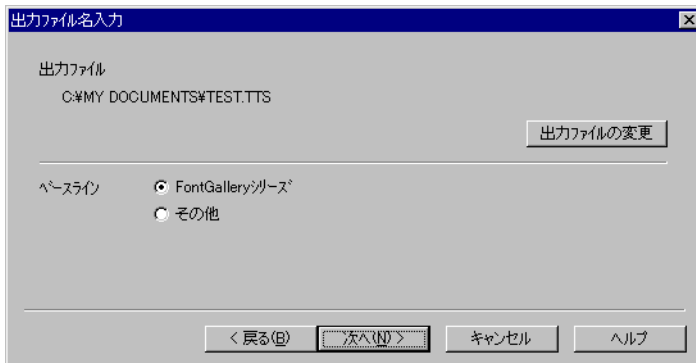 出力ﾌｧｲﾙ名入力
出力ﾌｧｲﾙ
C:¥MY DOCUMENTS¥TEST.TTS
出力ﾌｧｲﾙの変更
ﾍﾞｰｽﾗｲﾝ
FontGalleryｼﾘｰｽﾞ
その他
< 戻る(B)
次へ(N) >
キャンセル
ヘルプ